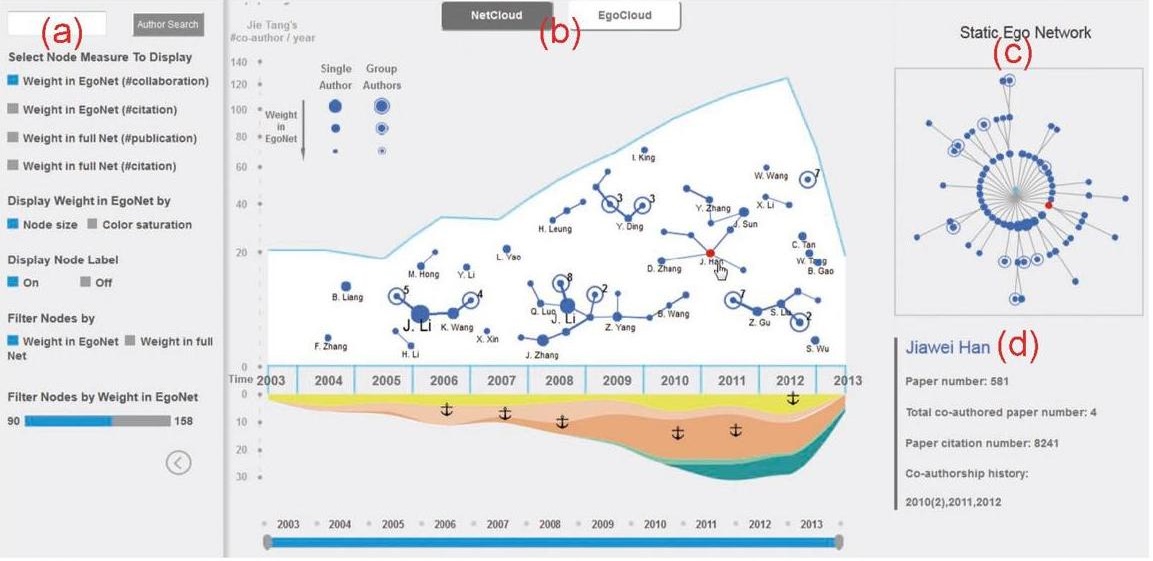 (a)
Author Search
Select Node Measure To Display
Weight in EgoNet (#collaboration)
Weight in EgoNet (#citation)
Weight in full Net (#publication)
Weight in full Net (#citation)
Display Weight in EgoNet by
Node size Color saturation
Display Node Label
On Off
Filter Nodes by
Weight in EgoNet Weight in full
Net
Filter Nodes by Weight in EgoNet
90 158
NetCloud EgoCloud
(b)
Jie Tang's
#co-author / year
140
120
100
80
60
40
20
0
Single Author
Group Authors
Weight
in
EgoNet
I. King
W. Wang
7
3
3
Y. Zhang
X. Li
H. Leung
Y. Ding
J. Sun
C. Tan
L. Yao
M. Hong
Y. Li
D. Zhang
J. Han
W. Tang
B. Gao
B. Liang
5
4
8
2
7
J. Li
K. Wang
Q. Luo
J. Li
Z. Yang
B. Wang
Z. Gu
S. Liu
2
X. Xin
F. Zhang
H. Li
J. Zhang
S. Wu
Time 2003 2004 2005 2006 2007 2008 2009 2010 2011 2012 2013
0
10
20
30
2003 2004 2005 2006 2007 2008 2009 2010 2011 2012 2013
Static Ego Network
(c)
Jiawei Han (d)
Paper number: 581
Total co-authored paper number: 4
Paper citation number: 8241
Co-authorship history:
2010(2),2011,2012